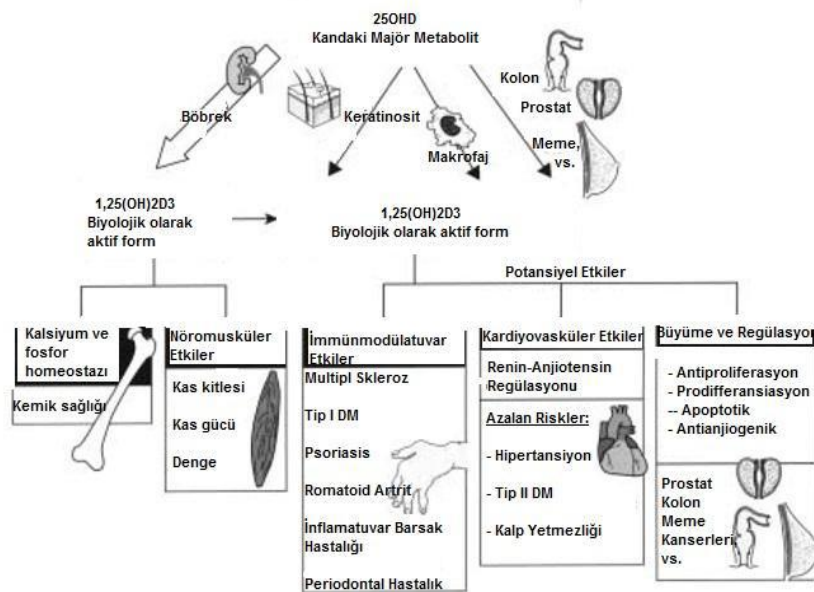 25OHD
Kandaki Majör Metabolit
Böbrek
Keratinosit
Makrofaj
Kolon
Prostat
Meme,
vs.
1,25(OH)2D3
Biyolojik olarak
aktif form
1,25(OH)2D3
Biyolojik olarak aktif form
Potansiyel Etkiler
Kalsiyum ve
fosfor
homeostazı
Kemik sağlığı
Nöromusküler
Etkiler
Kas kitlesi
Kas gücü
Denge
İmmünmodülatuvar
Etkiler
Multipl Skleroz
Tip I DM
Psoriasis
Romatoid Artrit
İnflamatuvar Barsak
Hastalığı
Periodontal Hastalık
Kardiyovasküler Etkiler
Renin-Anjiotensin
Regülasyonu
Azalan Riskler:
- Hipertansiyon
- Tip II DM
- Kalp Yetmezliği
Büyüme ve Regülasyon
- Antiproliferasyon
- Prodifferansiasyon
-- Apoptotik
- Antianjiogenik
Prostat
Kolon
Meme
Kanserleri,
vs.